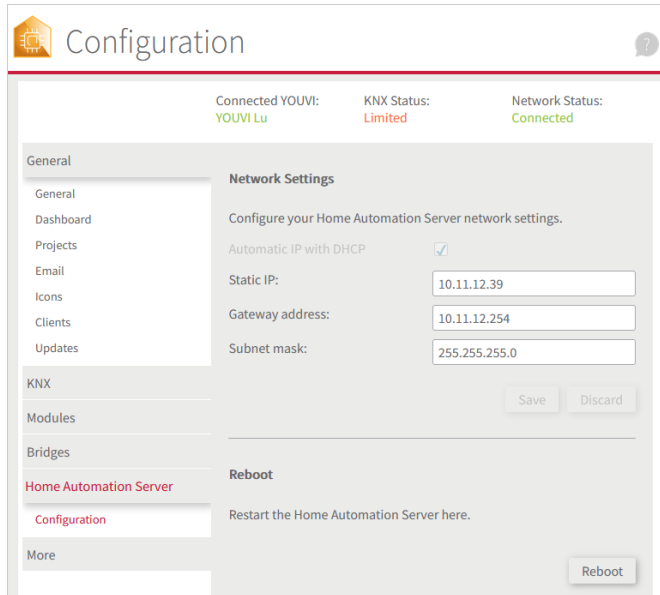 Configuration
?
Connected YOUVI: KNX Status: Network Status:
YOUVI Lu Limited Connected
General
General
Dashboard
Projects
Email
Icons
Clients
Updates
KNX
Modules
Bridges
Home Automation Server
Configuration
More
Network Settings
Configure your Home Automation Server network settings.
Automatic IP with DHCP
Static IP: 10.11.12.39
Gateway address: 10.11.12.254
Subnet mask: 255.255.255.0
Save Discard
Reboot
Restart the Home Automation Server here.
Reboot